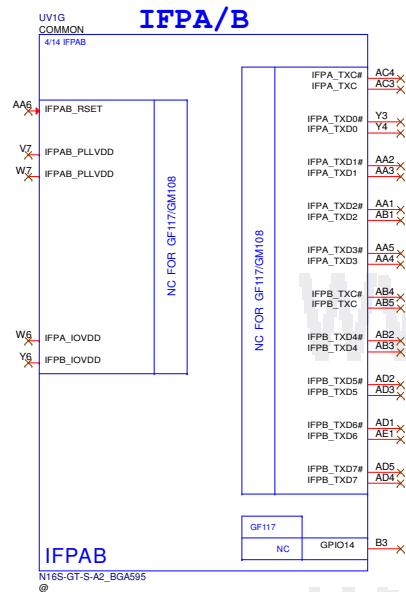 IFPA/B
UV1G
COMMON
4/14 IFPAB
AA6 IFPAB_RSET
V7 IFPAB_PLLVDD
W7 IFPAB_PLLVDD
NC FOR GF117/GM108
W6 IFPA_IOVDD
Y6 IFPB_IOVDD
NC FOR GF117/GM108
IFPA_TXC# AC4
IFPA_TXC AC3
IFPA_TXD0# Y3
IFPA_TXD0 Y4
IFPA_TXD1# AA2
IFPA_TXD1 AA3
IFPA_TXD2# AA1
IFPA_TXD2 AB1
IFPA_TXD3# AA5
IFPA_TXD3 AA4
IFPB_TXC# AB4
IFPB_TXC AB5
IFPB_TXD4# AB2
IFPB_TXD4 AB3
IFPB_TXD5# AD2
IFPB_TXD5 AD3
IFPB_TXD6# AD1
IFPB_TXD6 AE1
IFPB_TXD7# AD5
IFPB_TXD7 AD4
GF117
NC GPIO14 B3
IFPAB
N16S-GT-S-A2_BGA595
@